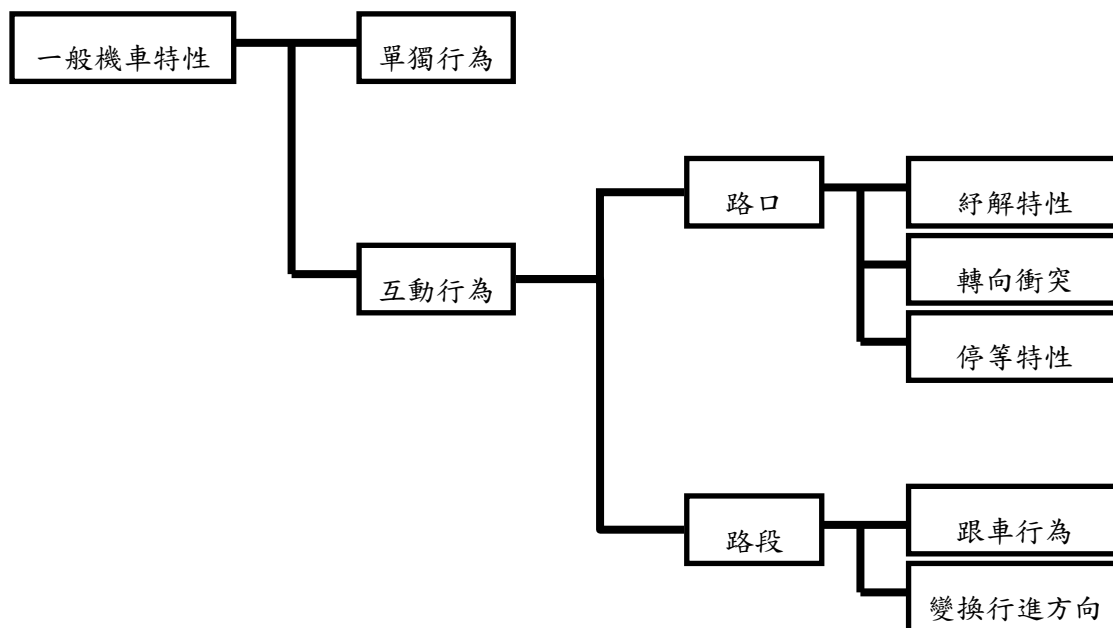 一般機車特性
單獨行為
互動行為
路口
紓解特性
轉向衝突
停等特性
路段
跟車行為
變換行進方向